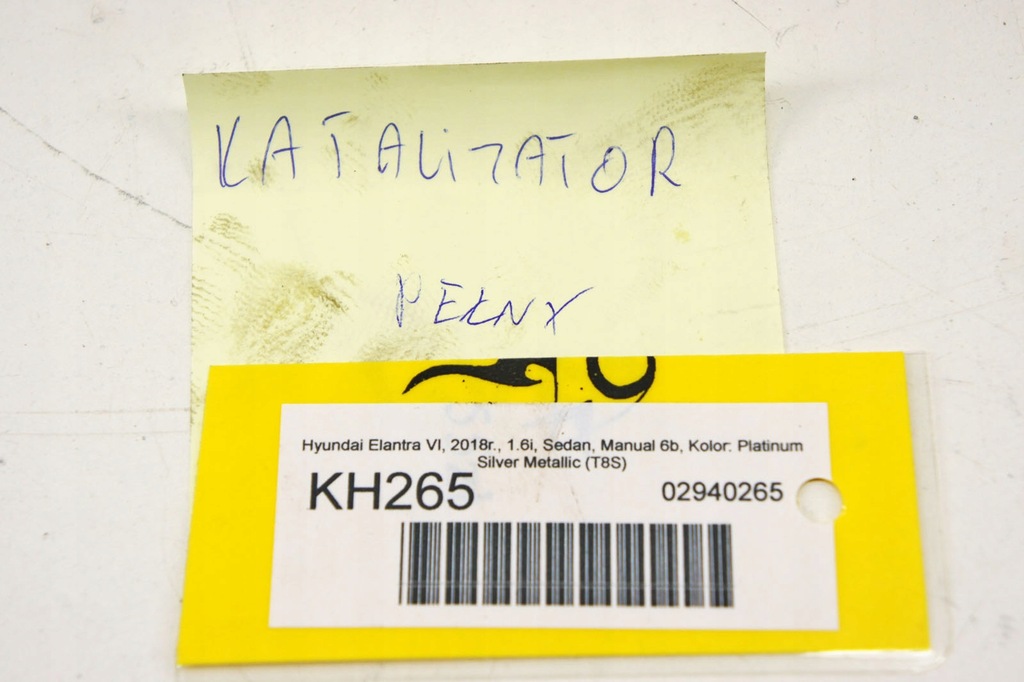 KATALIZATOR
PEŁNY
Hyundai Elantra VI, 2018r., 1.6i, Sedan, Manual 6b, Kolor: Platinum
Silver Metallic (T8S)
KH265 02940265